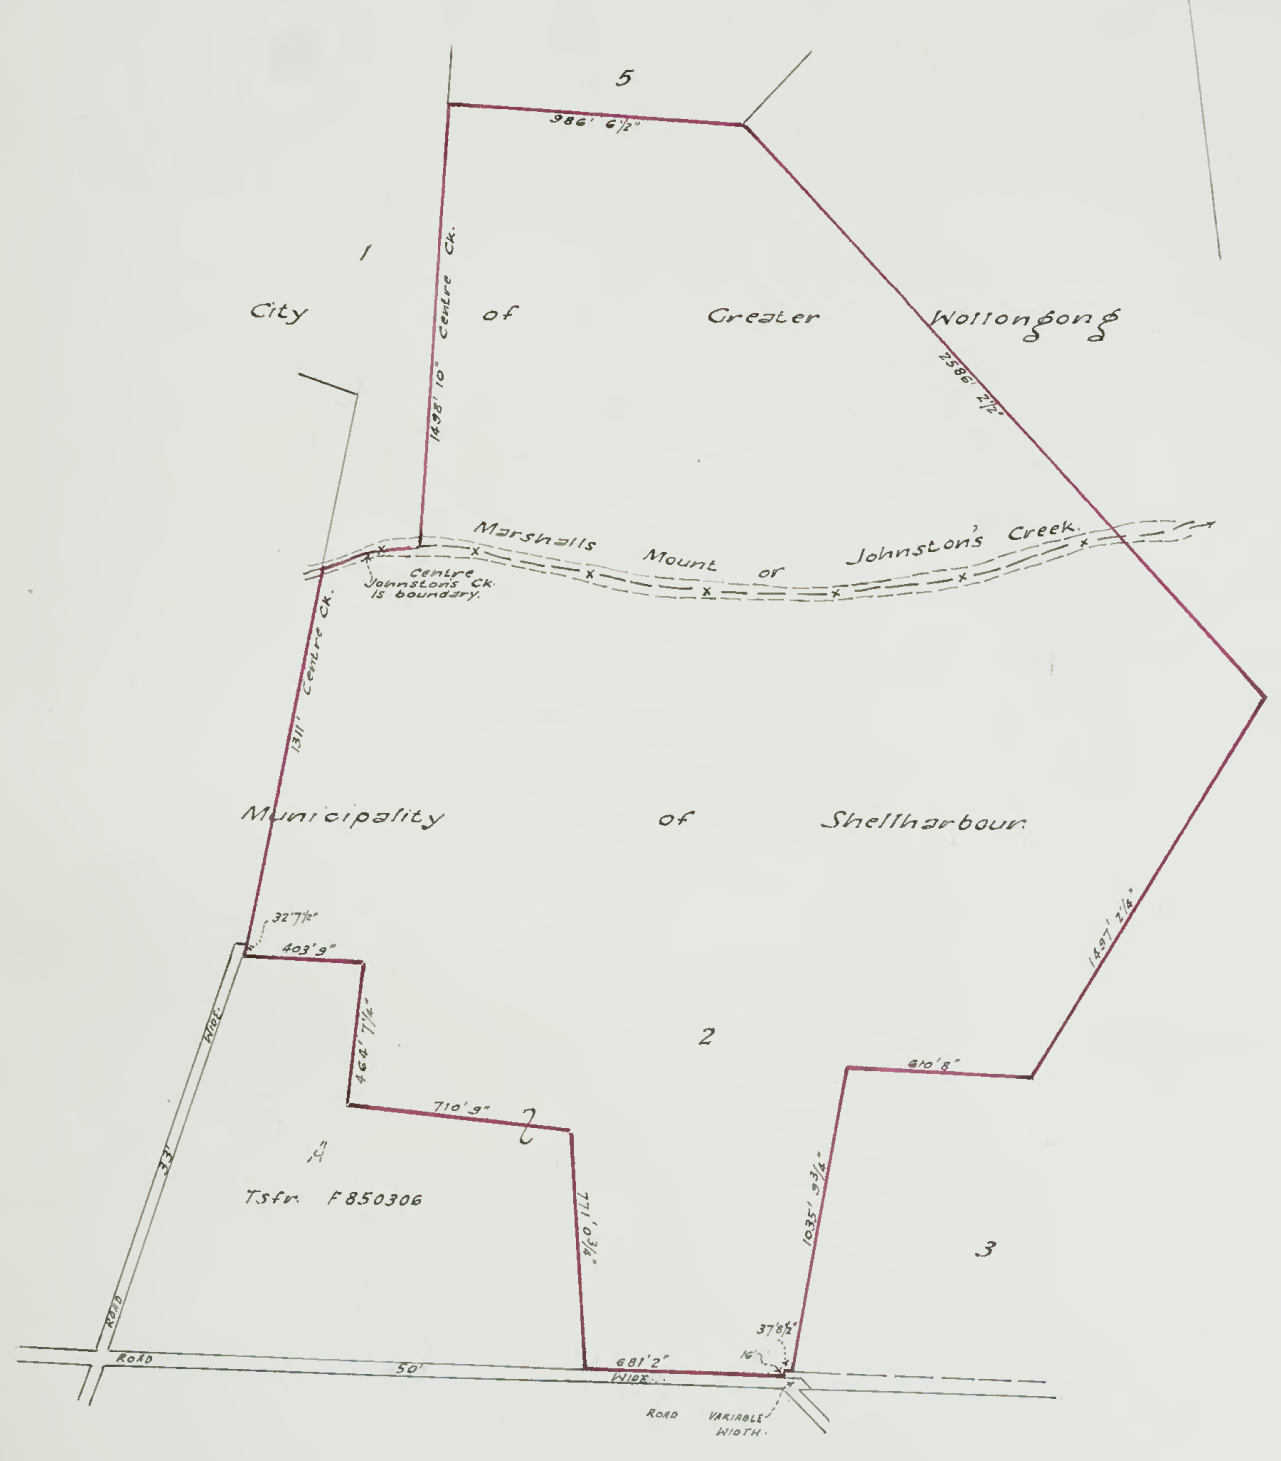 5
986' 6½"
1
1498' 10" Centre Ck.
City of Greater Wollongong
2586' 2½"
Marshalls Mount or Johnston's Creek.
Centre
Johnston's Ck.
is boundary.
1311' Centre Ck.
Municipality of Shellharbour.
32'7½"
403'9"
1497' 2¼"
WIDE.
464' 7¼"
2
610'8"
710'9"
"A"
33'
Tsfr. F850306
771' 0¾"
1035' 9¾"
3
ROAD
37'8½"
16'
ROAD 50' WIDE.
681'2"
ROAD VARIABLE
WIDTH.